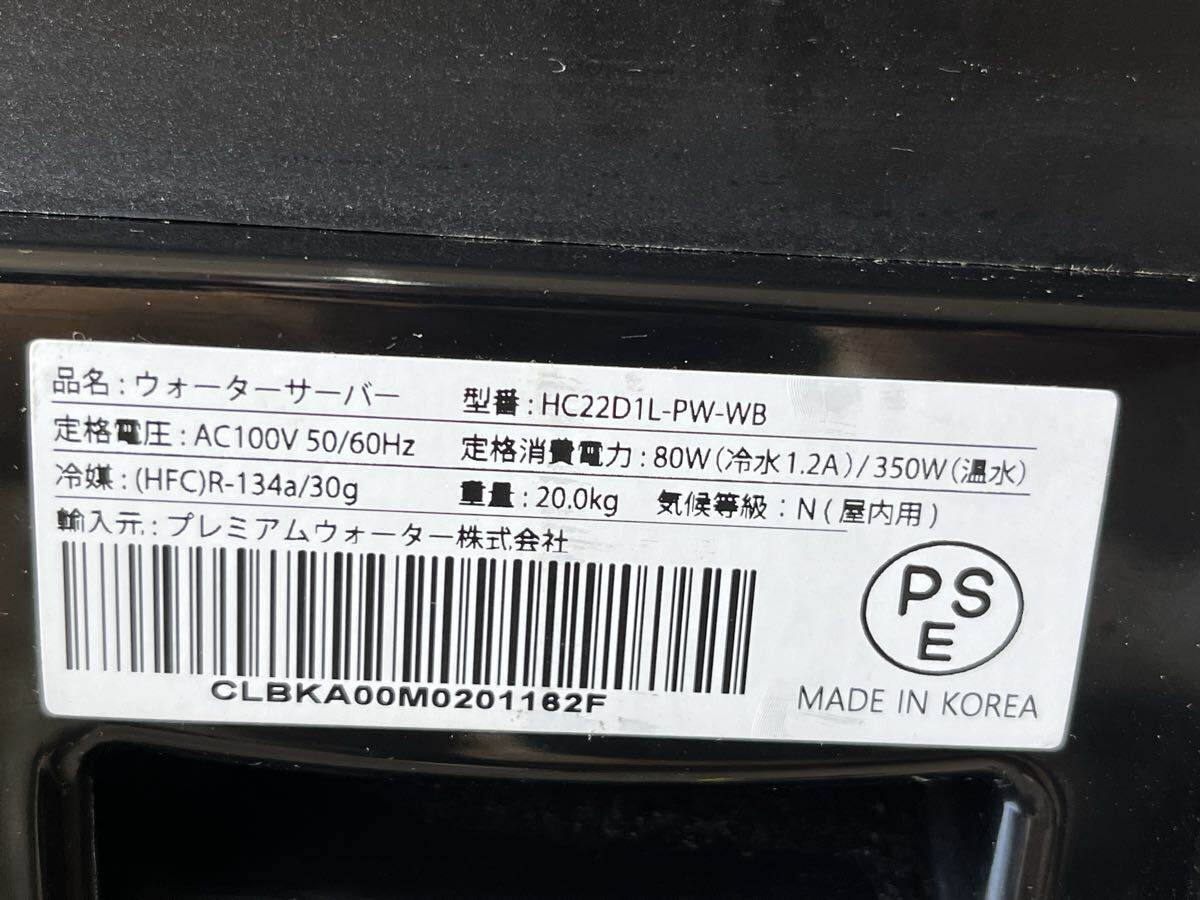 品名 : ウォーターサーバー 型番 : HC22D1L-PW-WB
定格電圧 : AC100V 50/60Hz 定格消費電力 : 80W(冷水1.2A)/350W(温水)
冷媒 : (HFC)R-134a/30g 重量 : 20.0kg 気候等級 : N(屋内用)
輸入元 : プレミアムウォーター株式会社
CLBKA00M0201162F
PS
E
MADE IN KOREA